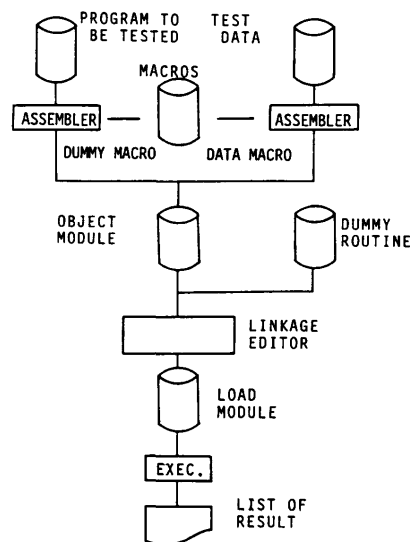 PROGRAM TO TEST
BE TESTED DATA
MACROS
ASSEMBLER
ASSEMBLER
DUMMY MACRO DATA MACRO
OBJECT
MODULE
DUMMY
ROUTINE
LINKAGE
EDITOR
LOAD
MODULE
EXEC.
LIST OF
RESULT